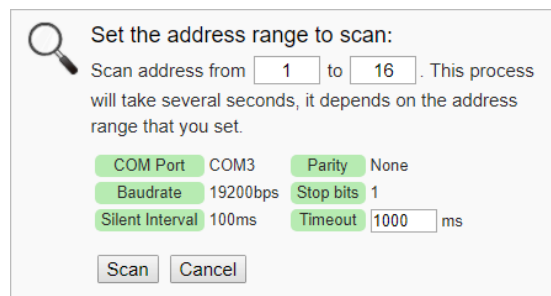 Set the address range to scan:
Scan address from 1 to 16 . This process
will take several seconds, it depends on the address
range that you set.
COM Port COM3 Parity None
Baudrate 19200bps Stop bits 1
Silent Interval 100ms Timeout 1000 ms
Scan Cancel